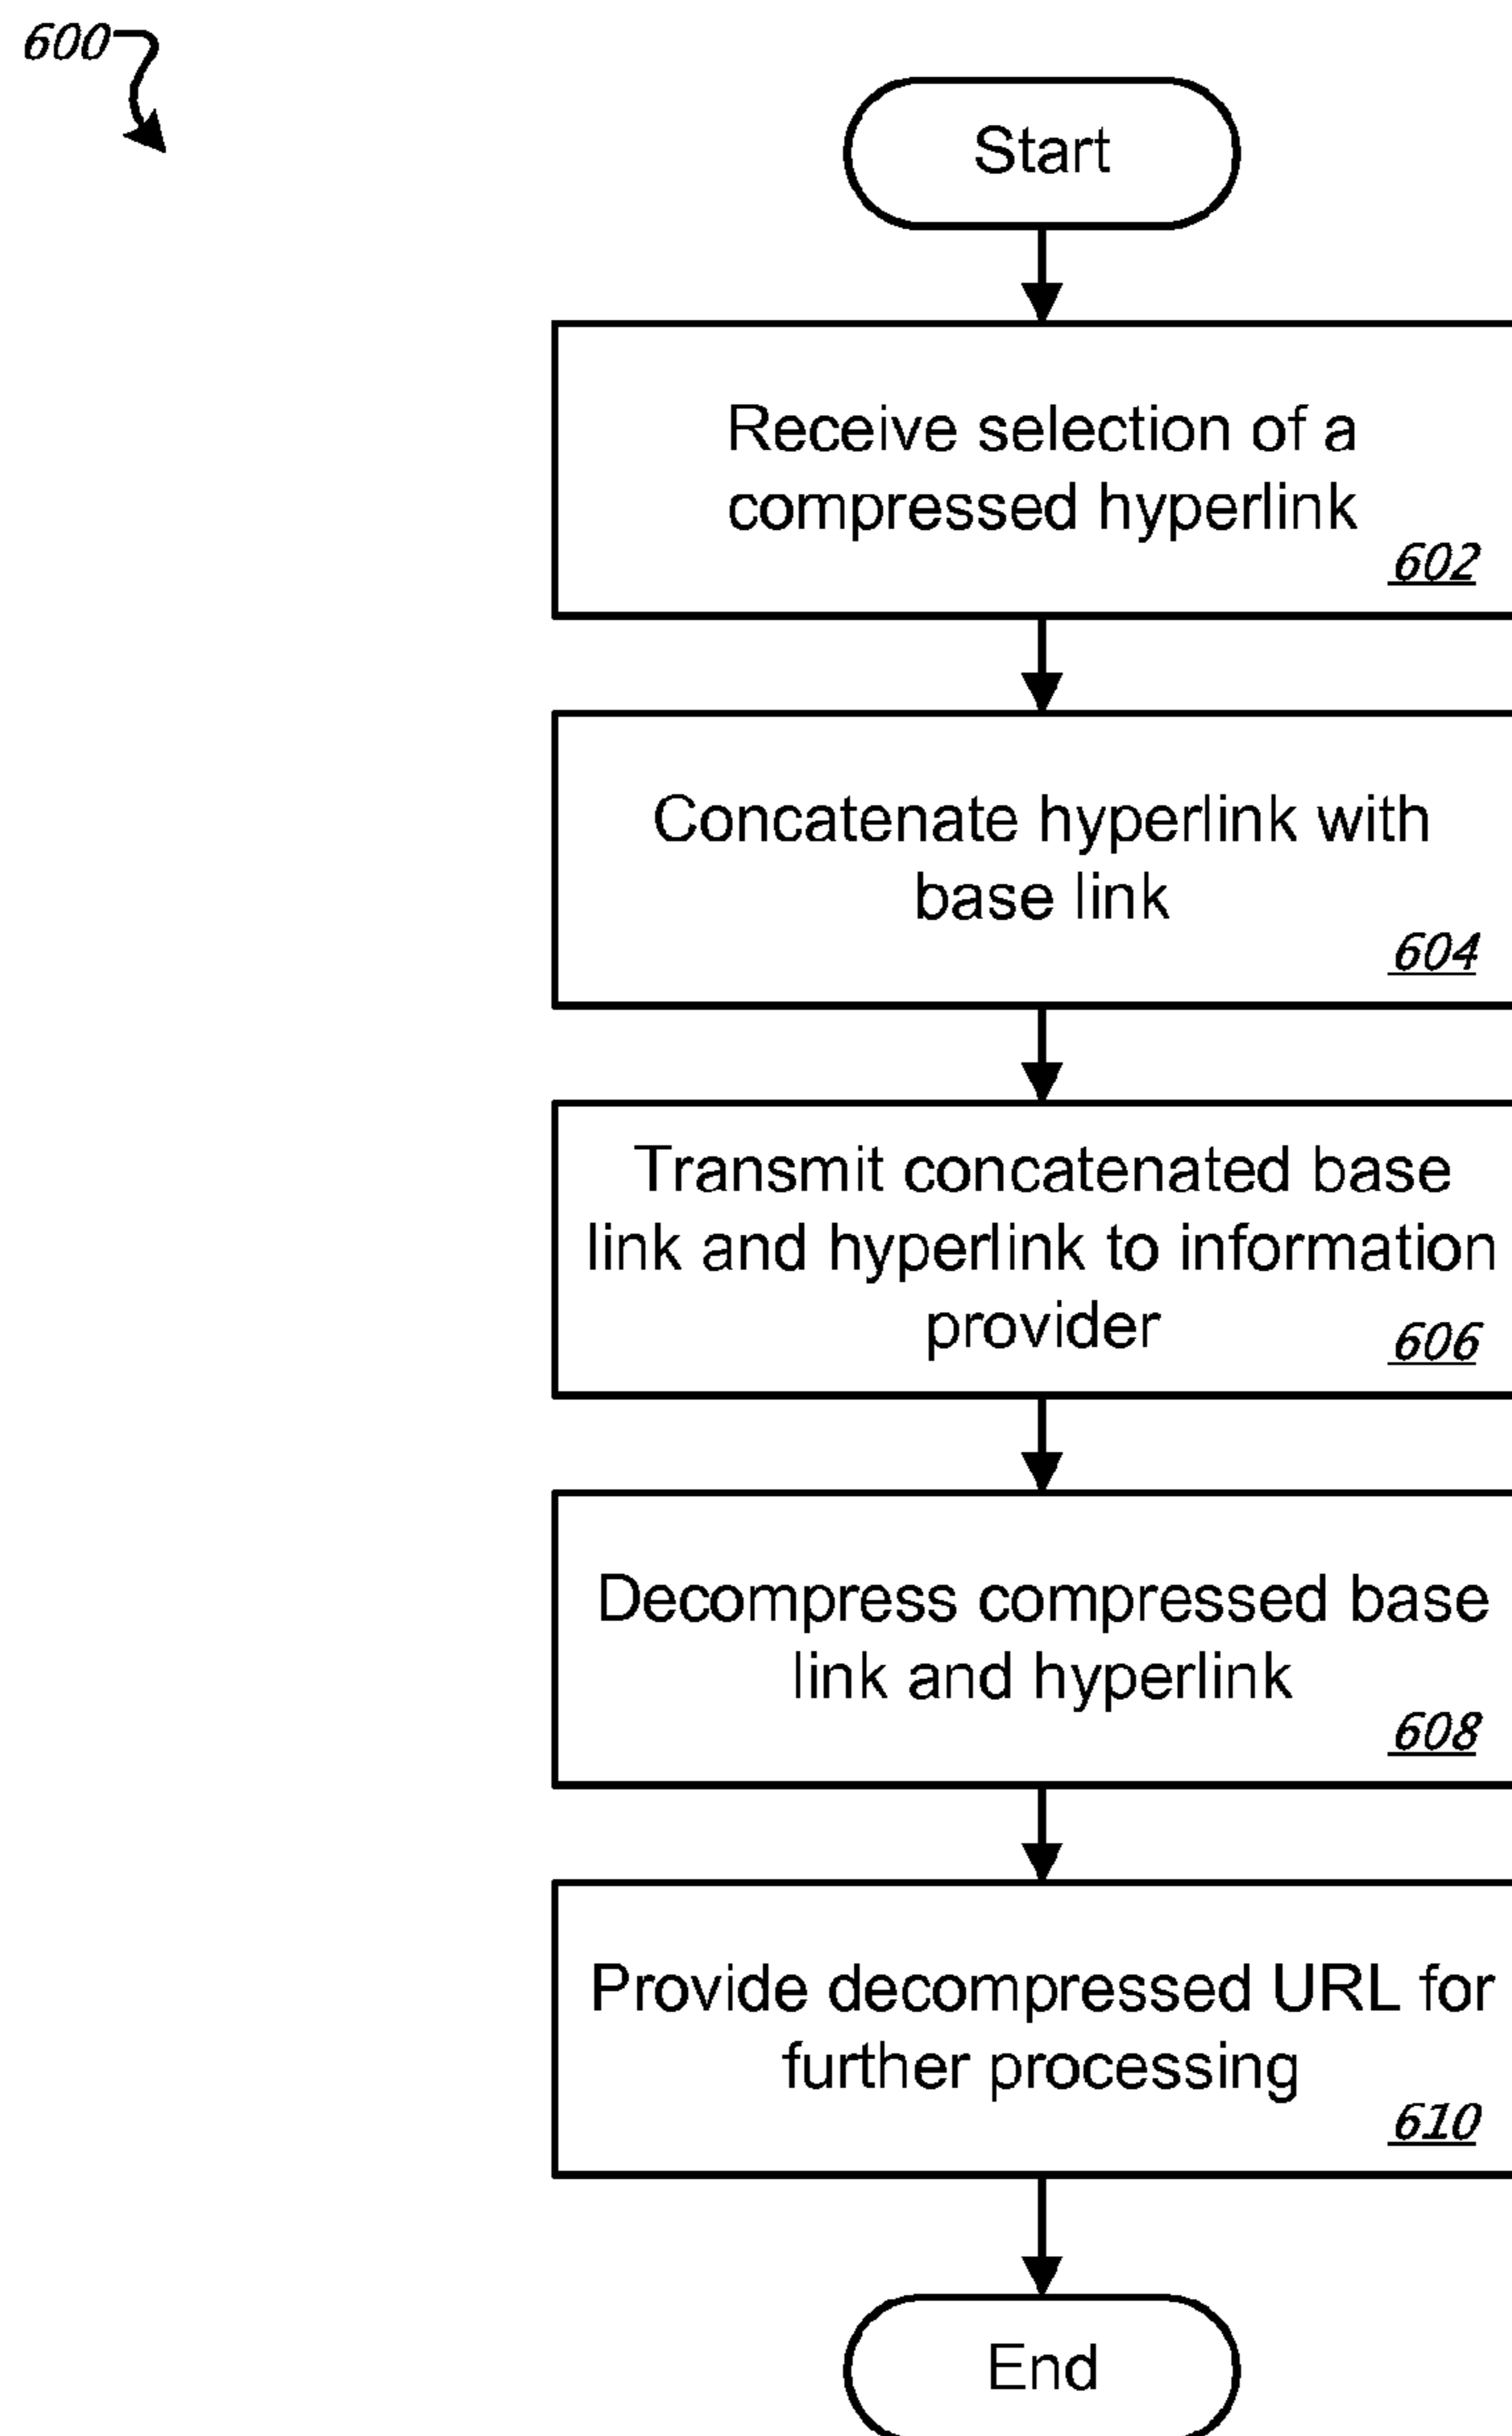 600
Start
Receive selection of a
compressed hyperlink
602
Concatenate hyperlink with
base link
604
Transmit concatenated base
link and hyperlink to information
provider
606
Decompress compressed base
link and hyperlink
608
Provide decompressed URL for
further processing
610
End